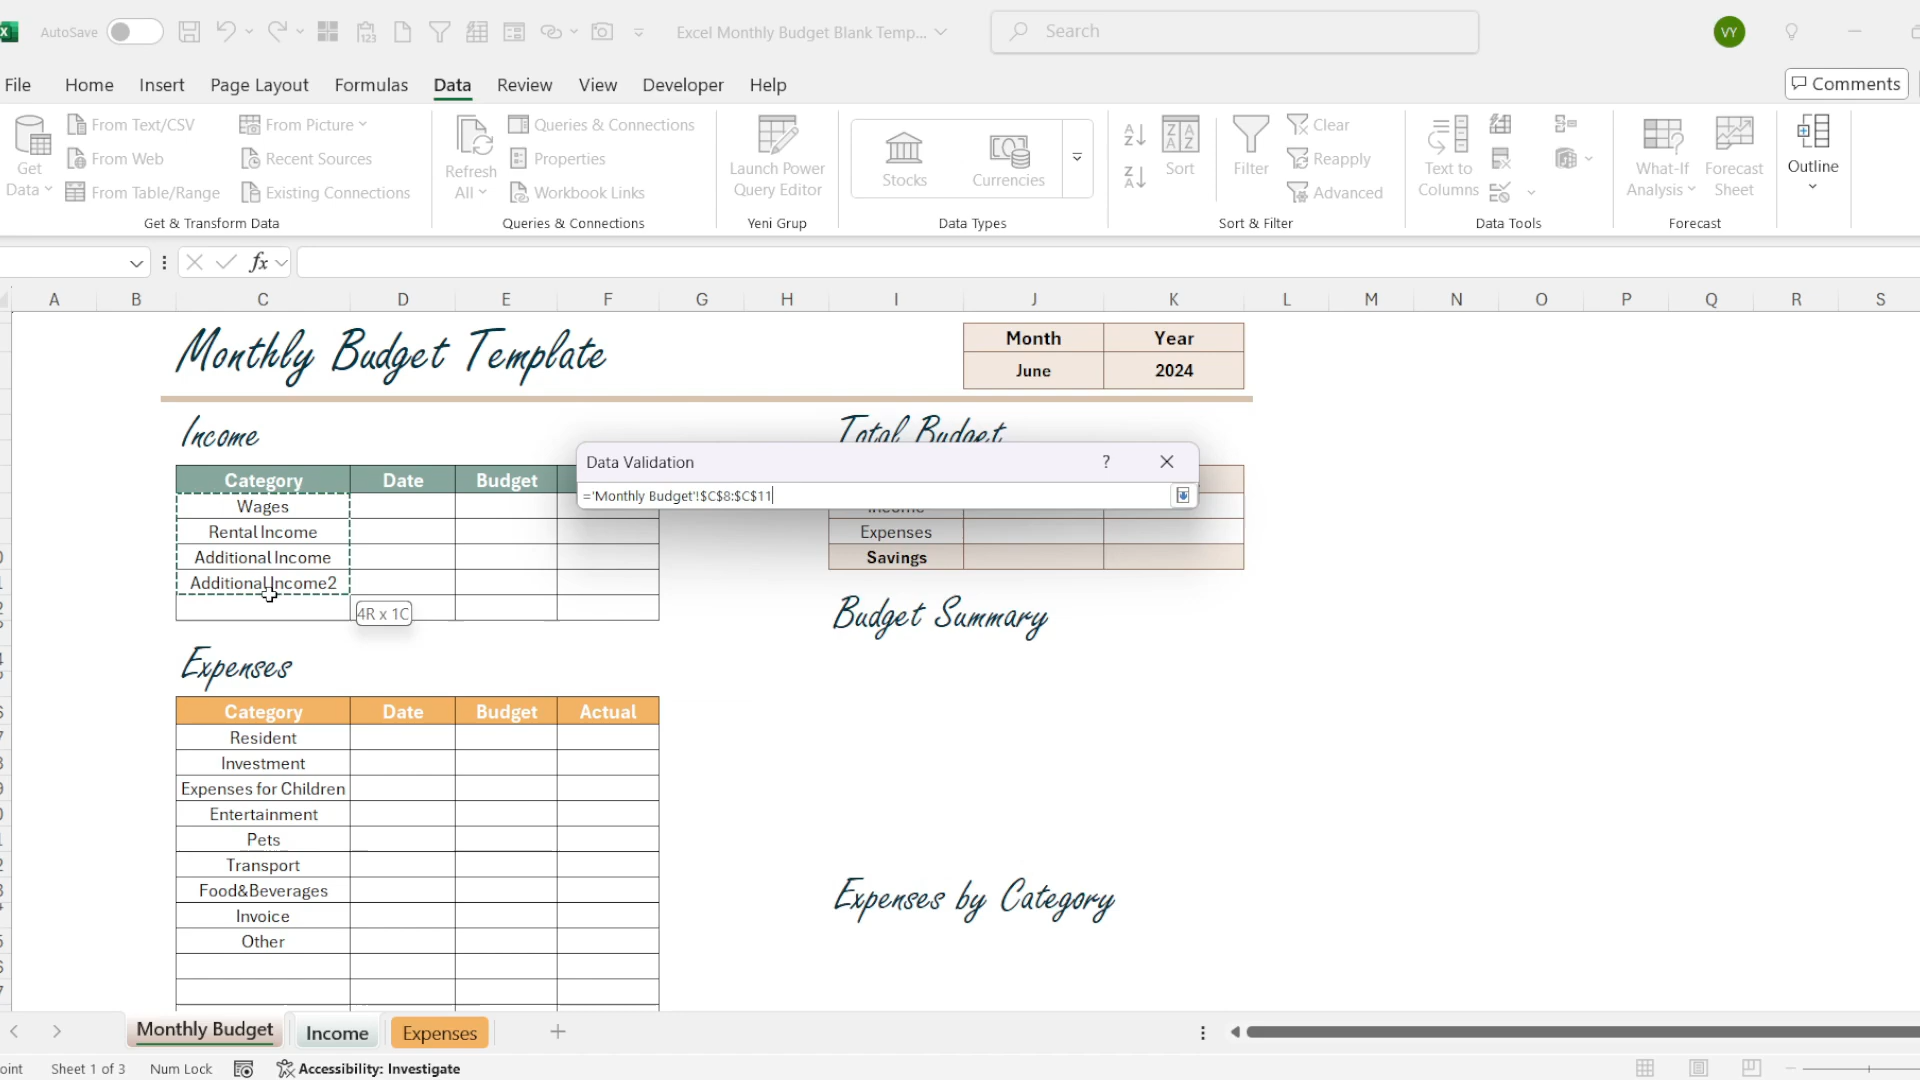 AutoSave Excel Monthly Budget Blank Temp... Search VY
File Home Insert Page Layout Formulas Data Review View Developer Help Comments
Get Data
From Text/CSV
From Web
From Table/Range
From Picture
Recent Sources
Existing Connections
Get & Transform Data
Refresh All
Queries & Connections
Properties
Workbook Links
Queries & Connections
Launch Power
Query Editor
Yeni Grup
Stocks Currencies
Data Types
Sort Filter
Clear
Reapply
Advanced
Sort & Filter
Text to
Columns
Data Tools
What-If
Analysis
Forecast
Sheet
Forecast
Outline
fx
A B C D E F G H I J K L M N O P Q R S
Monthly Budget Template
Month Year
June 2024
Income
Category Date Budget
Wages
Rental Income
Additional Income
Additional Income2
4R x 1C
Data Validation ?
='Monthly Budget'!$C$8:$C$11
Total Budget
Income
Expenses
Savings
Budget Summary
Expenses
Category Date Budget Actual
Resident
Investment
Expenses for Children
Entertainment
Pets
Transport
Food&Beverages
Invoice
Other
Expenses by Category
Monthly Budget Income Expenses
Sheet 1 of 3 Num Lock Accessibility: Investigate